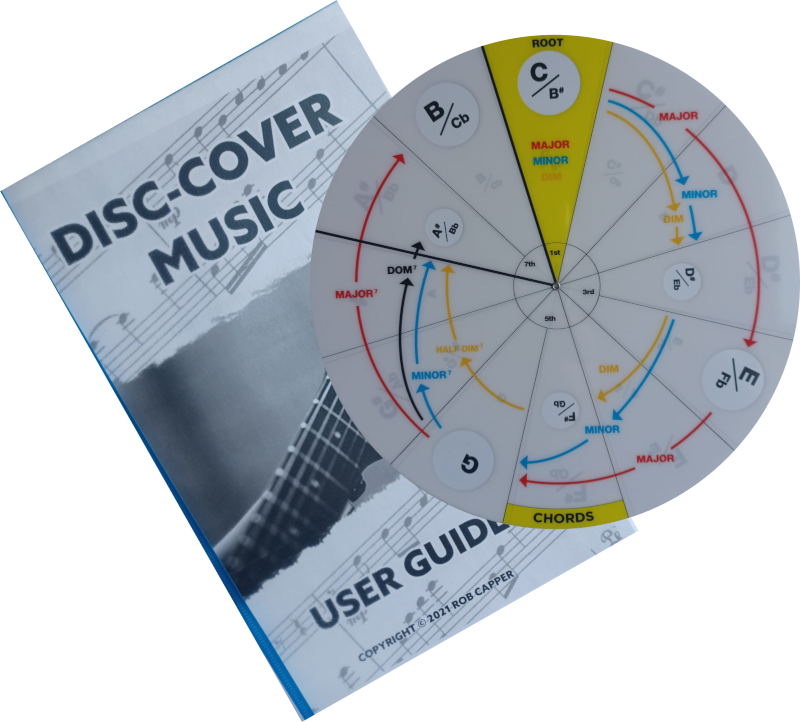 DISC-COVER
MUSIC
USER GUIDE
COPYRIGHT © 2021 ROB CAPPER
ROOT
C/B#
MAJOR
MINOR
DIM
B/Cb
MAJOR
MINOR
DIM
A#/Bb
D#/Eb
1st
7th
3rd
5th
DOM7
MAJOR7
HALF-DIM7
MINOR7
DIM
E/Fb
F#/Gb
MINOR
G
MAJOR
CHORDS